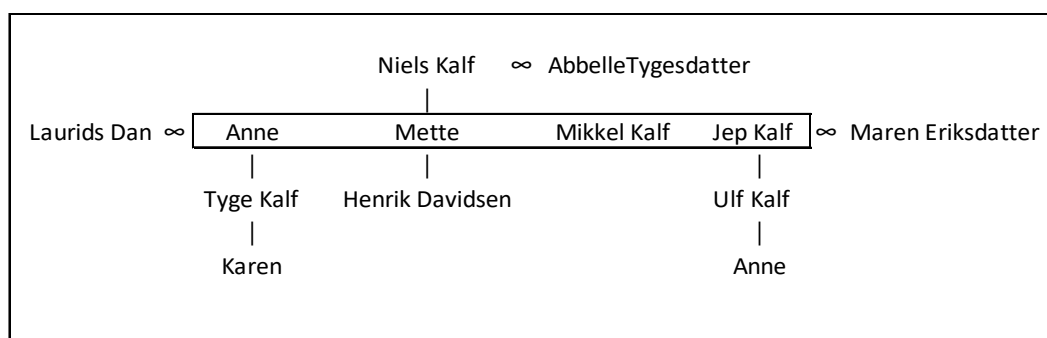 Niels Kalf ∞ AbbelleTygesdatter
|
Laurids Dan ∞ Anne Mette Mikkel Kalf Jep Kalf ∞ Maren Eriksdatter
| | |
Tyge Kalf Henrik Davidsen Ulf Kalf
| |
Karen Anne